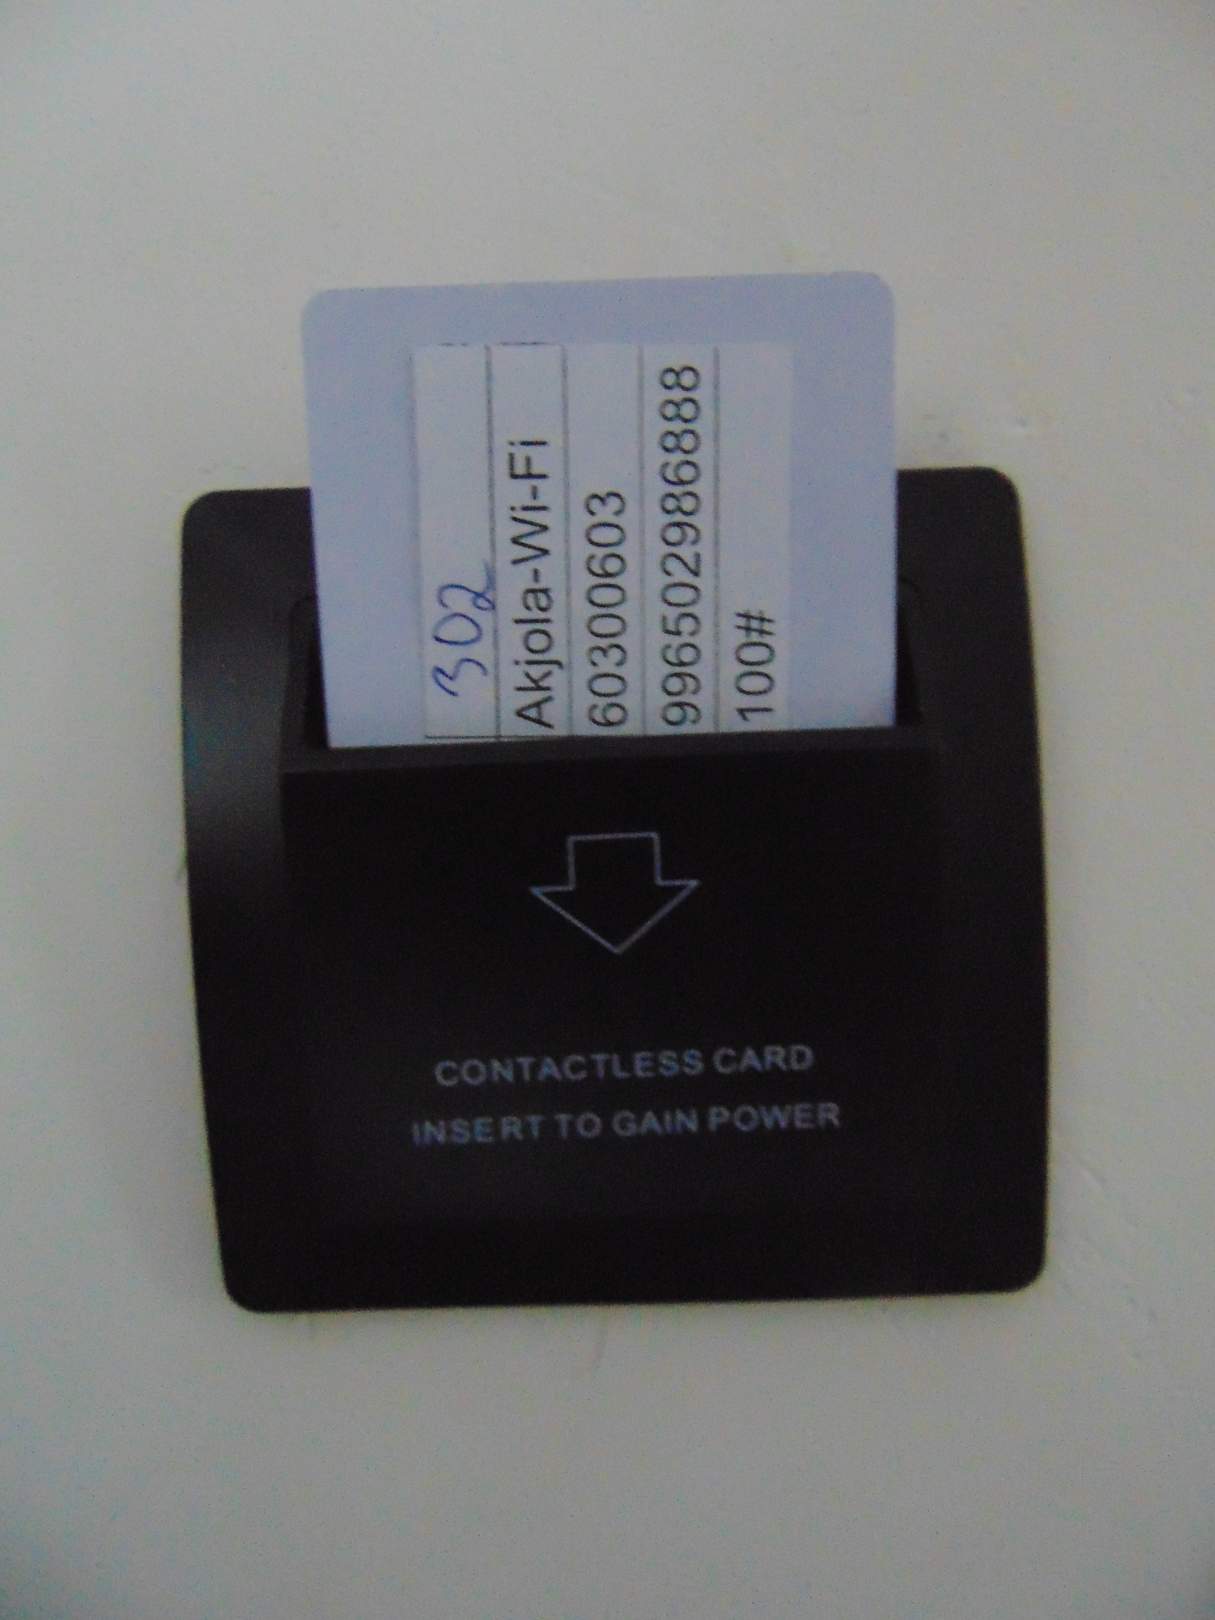 302
Akjola-Wi-Fi
60300603
996502986888
100#
CONTACTLESS CARD
INSERT TO GAIN POWER